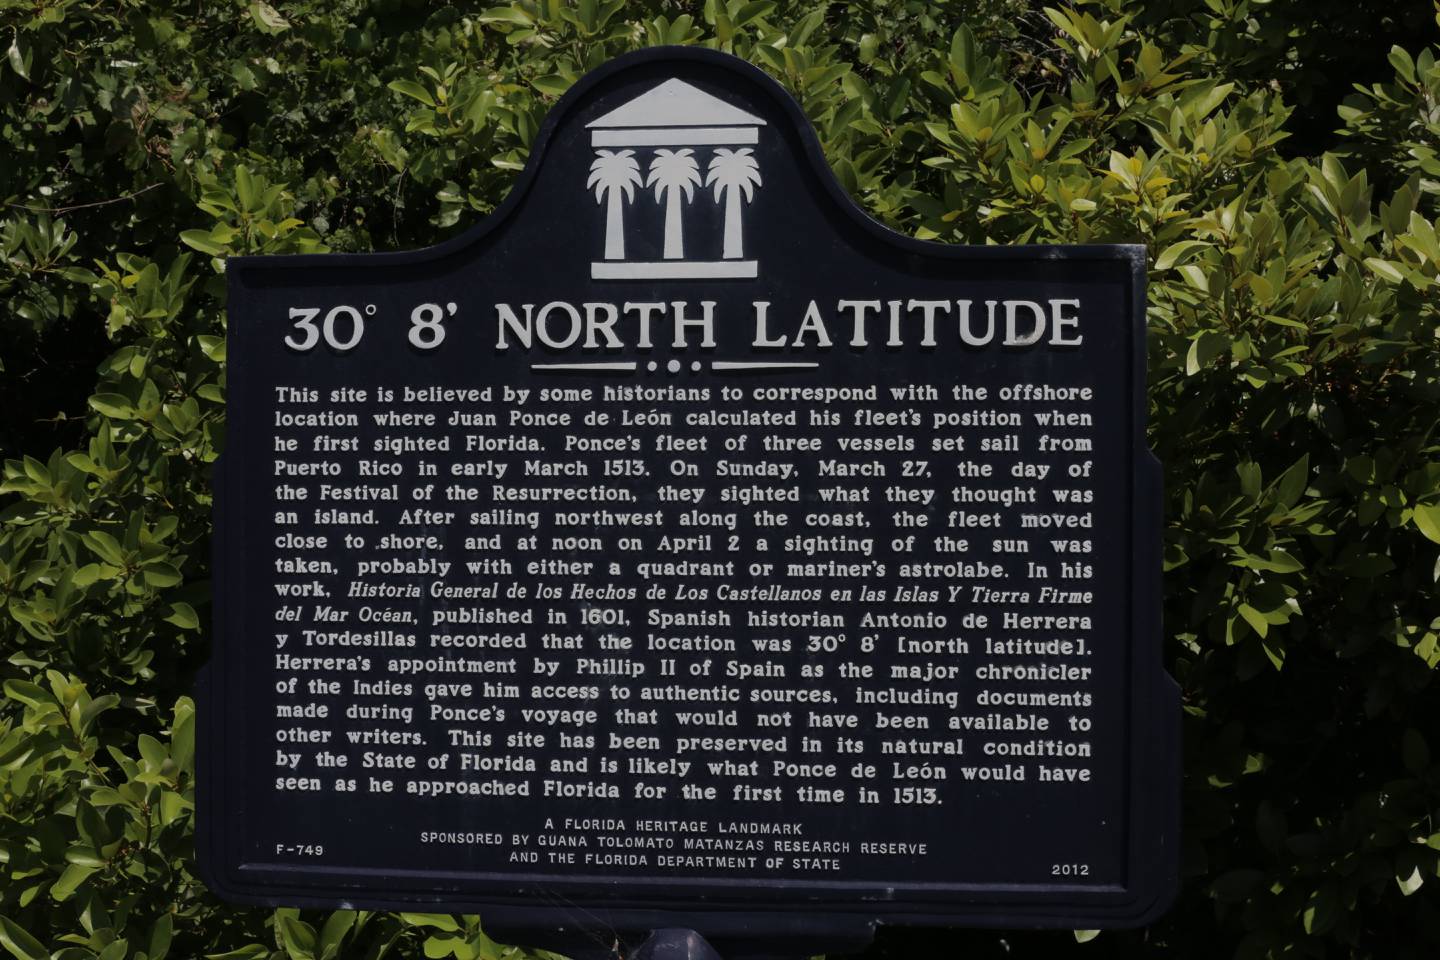 30° 8' NORTH LATITUDE
This site is believed by some historians to correspond with the offshore
location where Juan Ponce de León calculated his fleet's position when
he first sighted Florida. Ponce's fleet of three vessels set sail from
Puerto Rico in early March 1513. On Sunday, March 27, the day of
the Festival of the Resurrection, they sighted what they thought was
an island. After sailing northwest along the coast, the fleet moved
close to shore, and at noon on April 2 a sighting of the sun was
taken, probably with either a quadrant or mariner's astrolabe. In his
work, Historia General de los Hechos de Los Castellanos en las Islas Y Tierra Firme
del Mar Océan, published in 1601, Spanish historian Antonio de Herrera
y Tordesillas recorded that the location was 30° 8' [north latitude].
Herrera's appointment by Phillip II of Spain as the major chronicler
of the Indies gave him access to authentic sources, including documents
made during Ponce's voyage that would not have been available to
other writers. This site has been preserved in its natural condition
by the State of Florida and is likely what Ponce de León would have
seen as he approached Florida for the first time in 1513.
A FLORIDA HERITAGE LANDMARK
SPONSORED BY GUANA TOLOMATO MATANZAS RESEARCH RESERVE
AND THE FLORIDA DEPARTMENT OF STATE
F-749
2012